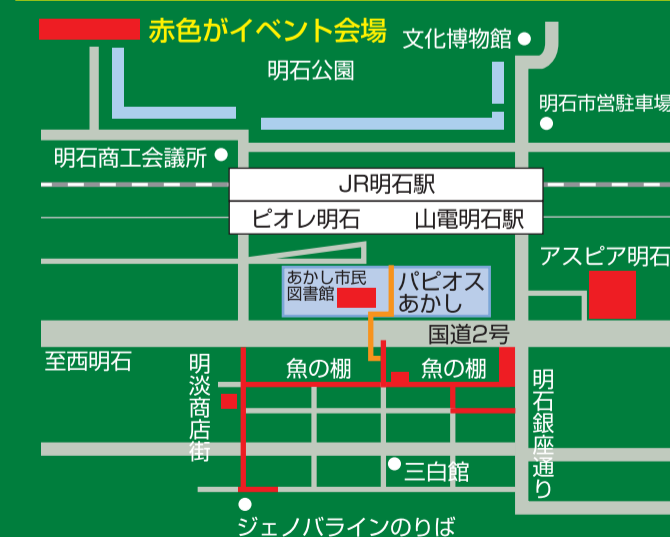 赤色がイベント会場
文化博物館
明石公園
明石市営駐車場
明石商工会議所
JR明石駅
ピオレ明石
山電明石駅
アスピア明石
あかし市民
図書館
パピオス
あかし
国道2号
至西明石
明淡商店街
魚の棚
魚の棚
明石銀座通り
三白館
ジェノバラインのりば